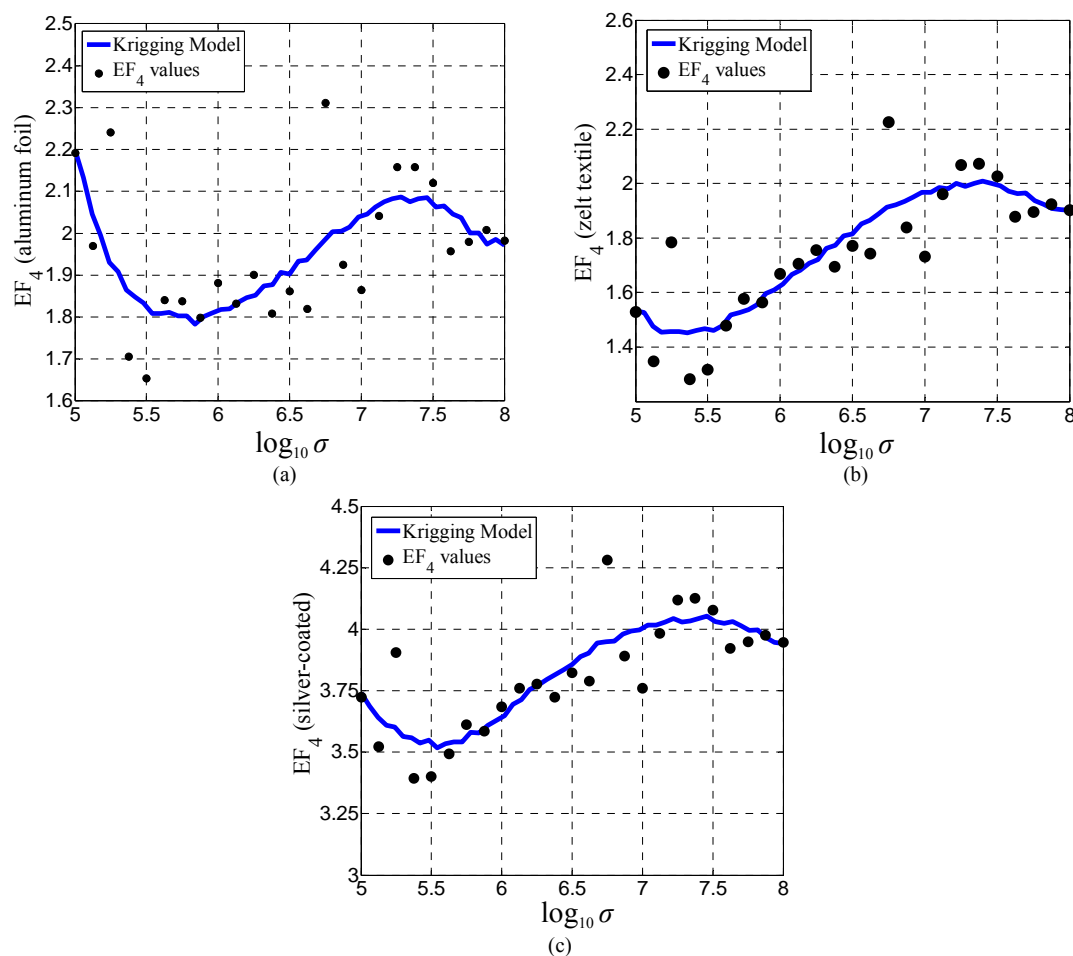 2.5
2.4
2.3
2.2
2.1
2
1.9
1.8
1.7
1.6
EF4 (aluminum foil)
Krigging Model
EF4 values
5 5.5 6 6.5 7 7.5 8
log10 σ
(a)
2.6
2.4
2.2
2
1.8
1.6
1.4
EF4 (zelt textile)
Krigging Model
EF4 values
5 5.5 6 6.5 7 7.5 8
log10 σ
(b)
4.5
4.25
4
3.75
3.5
3.25
3
EF4 (silver-coated)
Krigging Model
EF4 values
5 5.5 6 6.5 7 7.5 8
log10 σ
(c)